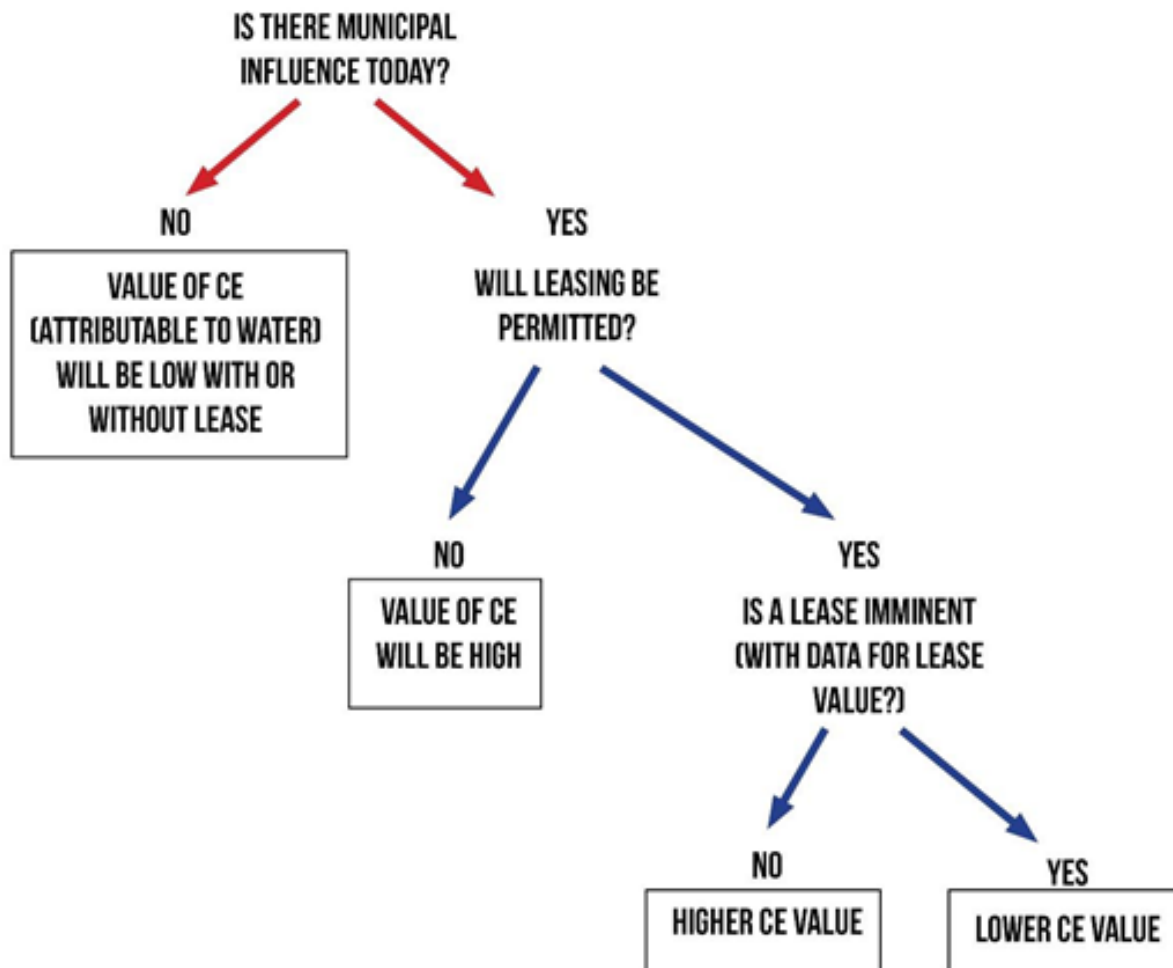 IS THERE MUNICIPAL
INFLUENCE TODAY?
NO
VALUE OF CE
(ATTRIBUTABLE TO WATER)
WILL BE LOW WITH OR
WITHOUT LEASE
YES
WILL LEASING BE
PERMITTED?
NO
VALUE OF CE
WILL BE HIGH
YES
IS A LEASE IMMINENT
(WITH DATA FOR LEASE
VALUE?)
NO
HIGHER CE VALUE
YES
LOWER CE VALUE